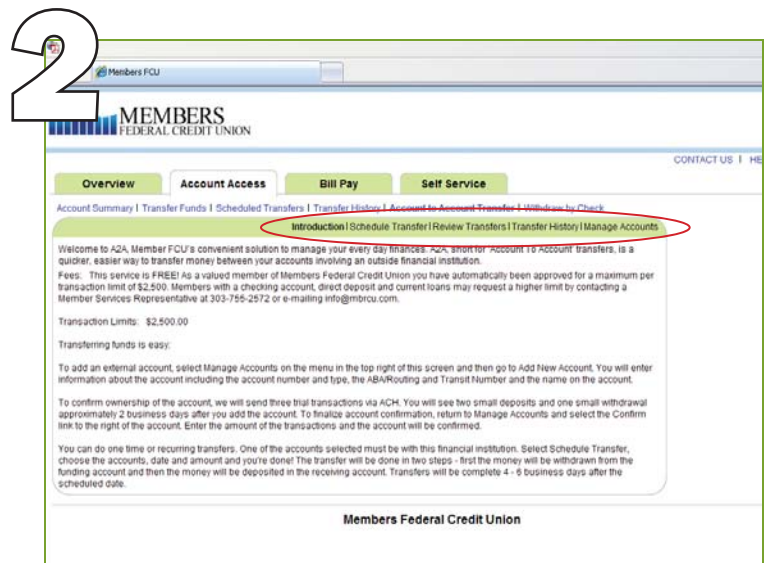 2
Members FCU
MEMBERS
FEDERAL CREDIT UNION
CONTACT US | HE
Overview Account Access Bill Pay Self Service
Account Summary | Transfer Funds | Scheduled Transfers | Transfer History | Account to Account Transfer | Withdraw by Check
Introduction | Schedule Transfer | Review Transfers | Transfer History | Manage Accounts
Welcome to A2A, Member FCU's convenient solution to manage your every day finances. A2A, short for 'Account To Account' transfers, is a
quicker, easier way to transfer money between your accounts involving an outside financial institution.
Fees: This service is FREE! As a valued member of Members Federal Credit Union you have automatically been approved for a maximum per
transaction limit of $2,500. Members with a checking account, direct deposit and current loans may request a higher limit by contacting a
Member Services Representative at 303-755-2572 or e-mailing info@mbrcu.com.
Transaction Limits: $2,500.00
Transferring funds is easy:
To add an external account, select Manage Accounts on the menu in the top right of this screen and then go to Add New Account. You will enter
information about the account including the account number and type, the ABA/Routing and Transit Number and the name on the account.
To confirm ownership of the account, we will send three trial transactions via ACH. You will see two small deposits and one small withdrawal
approximately 2 business days after you add the account. To finalize account confirmation, return to Manage Accounts and select the Confirm
link to the right of the account. Enter the amount of the transactions and the account will be confirmed.
You can do one time or recurring transfers. One of the accounts selected must be with this financial institution. Select Schedule Transfer,
choose the accounts, date and amount and you're done! The transfer will be done in two steps - first the money will be withdrawn from the
funding account and then the money will be deposited in the receiving account. Transfers will be complete 4 - 6 business days after the
scheduled date.
Members Federal Credit Union